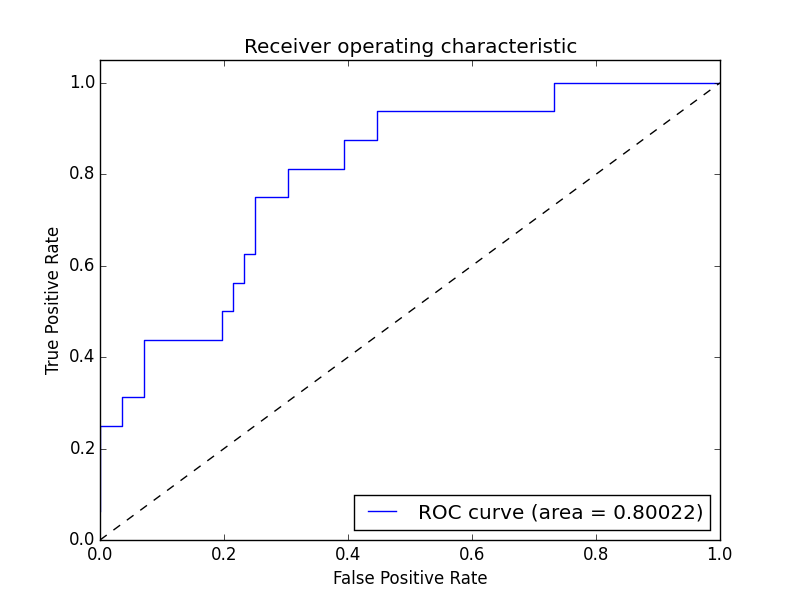 Receiver operating characteristic
True Positive Rate
1.0
0.8
0.6
0.4
0.2
0.0
ROC curve (area = 0.80022)
0.0 0.2 0.4 0.6 0.8 1.0
False Positive Rate